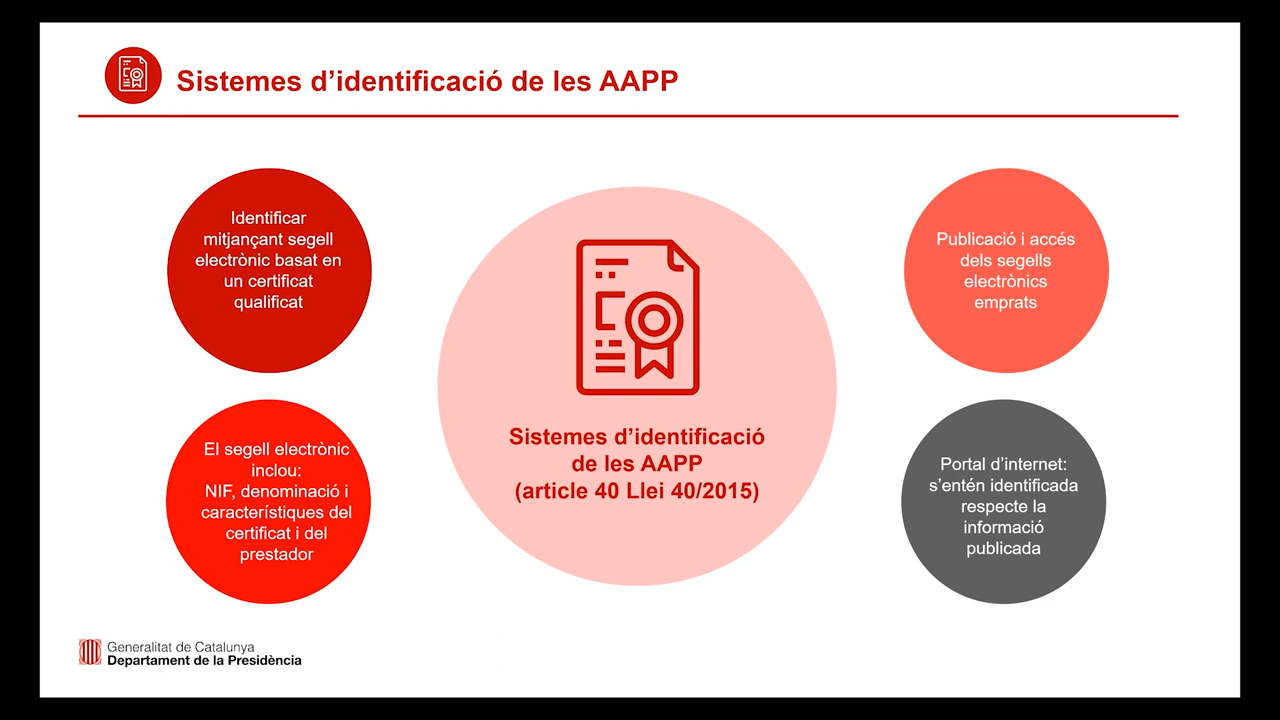 Sistemes d’identificació de les AAPP
Identificar
mitjançant segell
electrònic basat en
un certificat
qualificat
El segell electrònic
inclou:
NIF, denominació i
característiques del
certificat i del
prestador
Sistemes d’identificació
de les AAPP
(article 40 Llei 40/2015)
Publicació i accés
dels segells
electrònics
emprats
Portal d’internet:
s’entén identificada
respecte la
informació
publicada
Generalitat de Catalunya
Departament de la Presidència